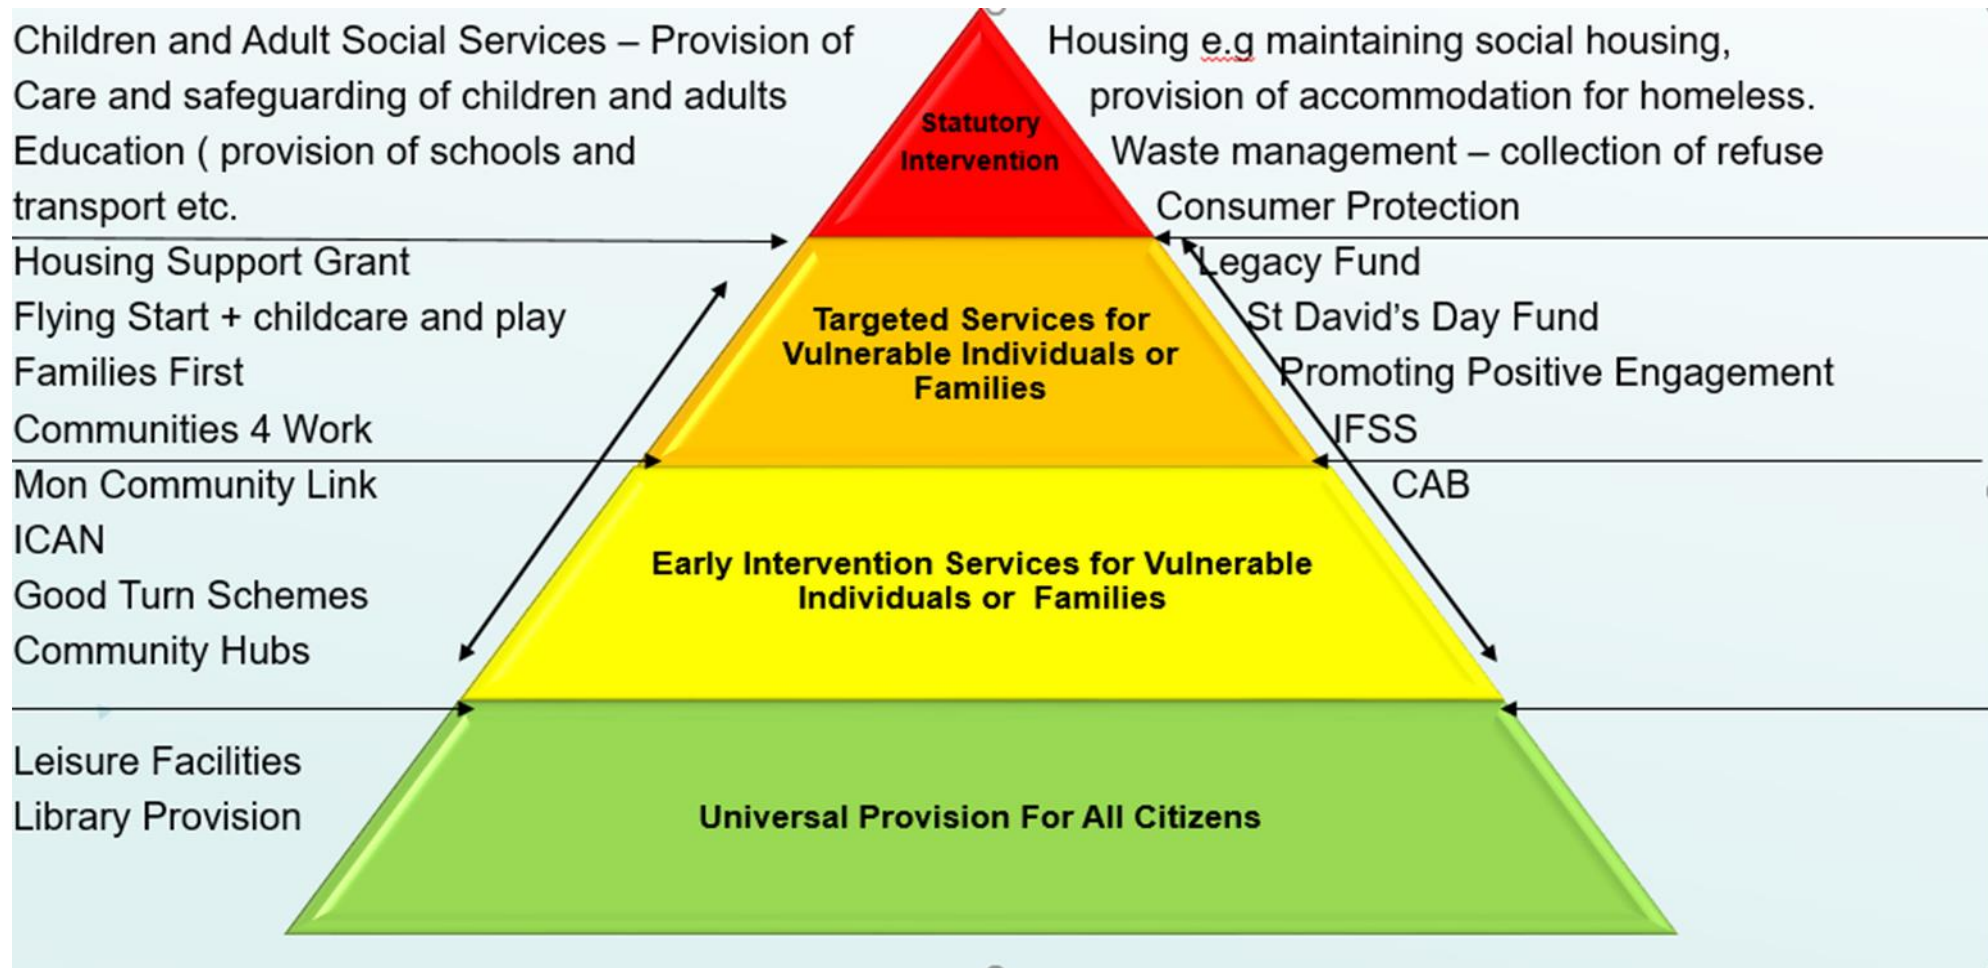 Children and Adult Social Services – Provision of
Care and safeguarding of children and adults
Education ( provision of schools and
transport etc.
Housing Support Grant
Flying Start + childcare and play
Families First
Communities 4 Work
Mon Community Link
ICAN
Good Turn Schemes
Community Hubs
Leisure Facilities
Library Provision
Statutory
Intervention
Targeted Services for
Vulnerable Individuals or
Families
Early Intervention Services for Vulnerable
Individuals or  Families
Universal Provision For All Citizens
Housing e.g maintaining social housing,
provision of accommodation for homeless.
Waste management – collection of refuse
Consumer Protection
Legacy Fund
St David’s Day Fund
Promoting Positive Engagement
IFSS
CAB